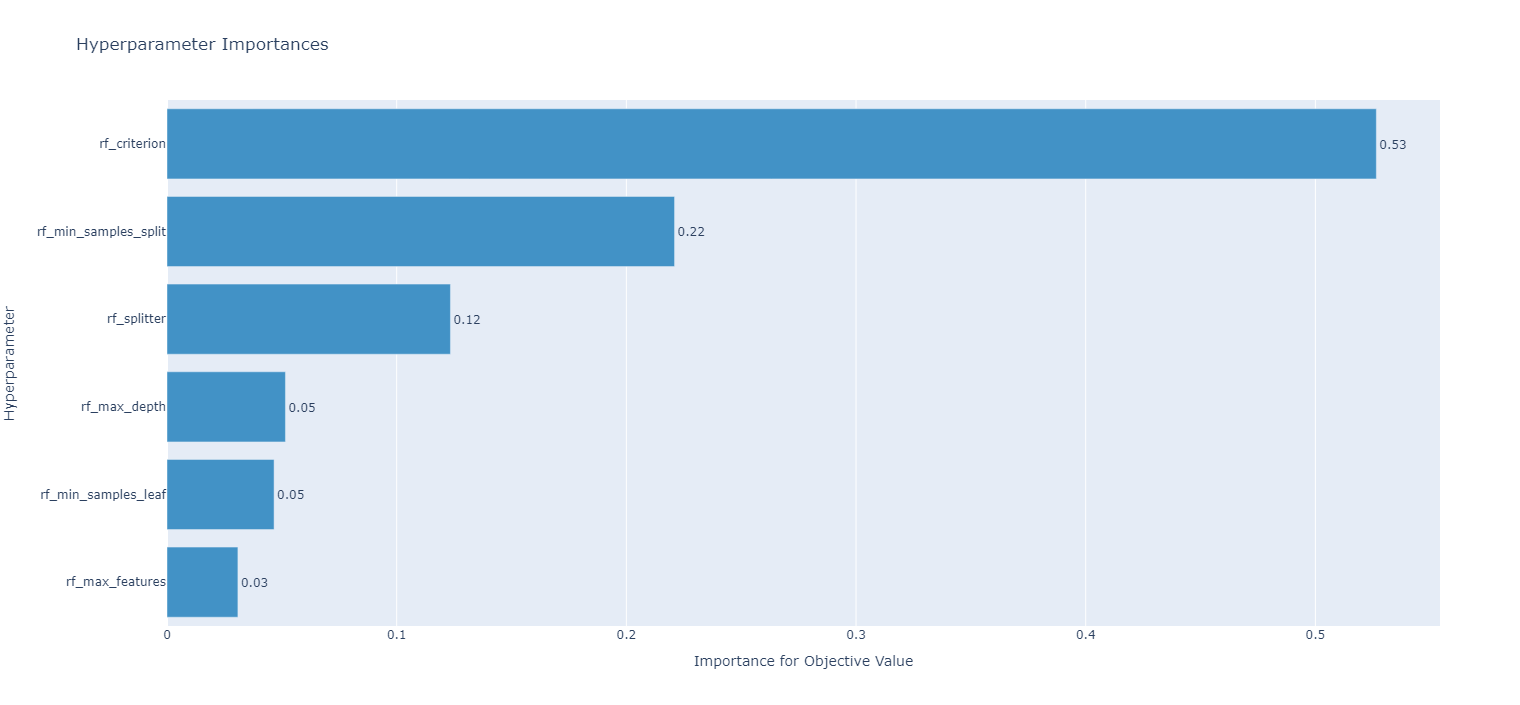 Hyperparameter Importances
Hyperparameter
rf_criterion
0.53
rf_min_samples_split
0.22
rf_splitter
0.12
rf_max_depth
0.05
rf_min_samples_leaf
0.05
rf_max_features
0.03
0 0.1 0.2 0.3 0.4 0.5
Importance for Objective Value